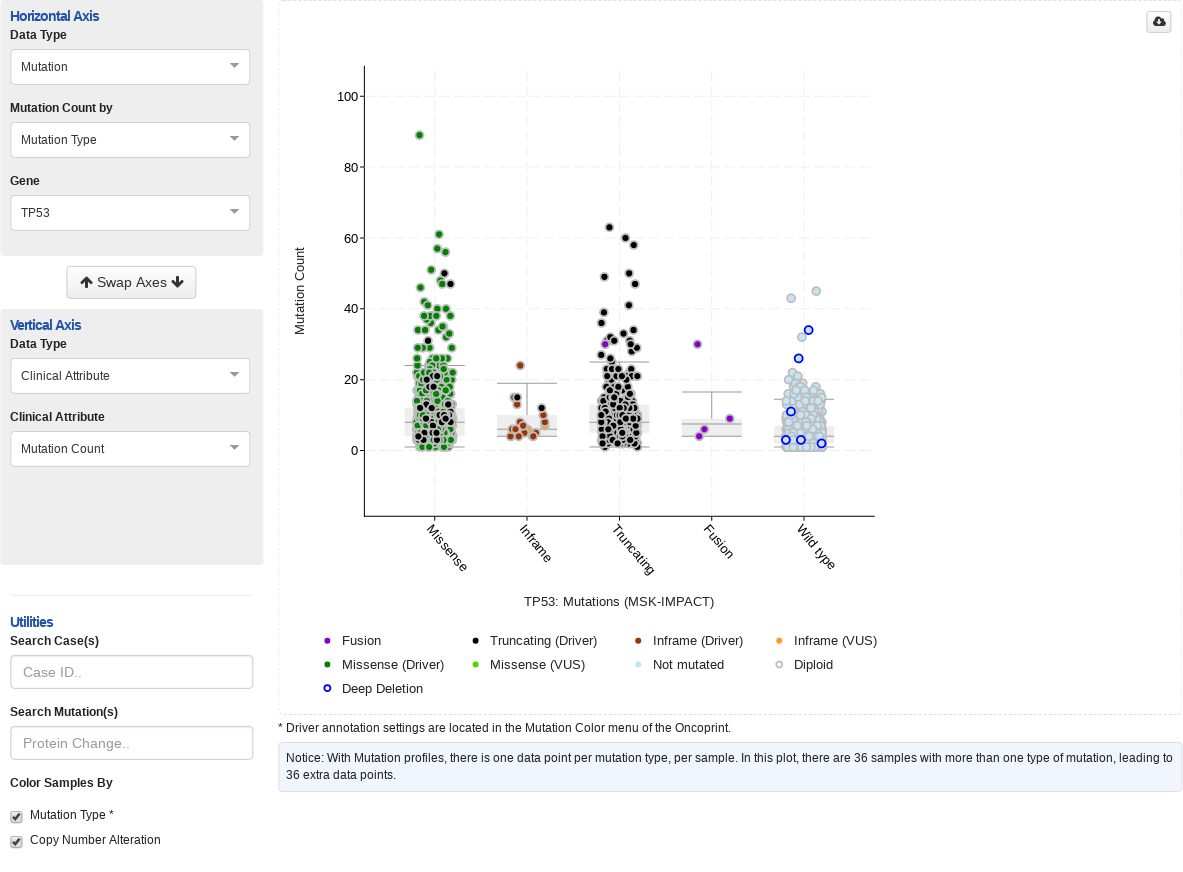 Horizontal Axis
Data Type
Mutation
Mutation Count by
Mutation Type
Gene
TP53
Swap Axes
Vertical Axis
Data Type
Clinical Attribute
Clinical Attribute
Mutation Count
Utilities
Search Case(s)
Case ID..
Search Mutation(s)
Protein Change..
Color Samples By
Mutation Type *
Copy Number Alteration
Mutation Count
100
80
60
40
20
0
Missense
Inframe
Truncating
Fusion
Wild type
TP53: Mutations (MSK-IMPACT)
Fusion Truncating (Driver) Inframe (Driver) Inframe (VUS)
Missense (Driver) Missense (VUS) Not mutated Diploid
Deep Deletion
* Driver annotation settings are located in the Mutation Color menu of the Oncoprint.
Notice: With Mutation profiles, there is one data point per mutation type, per sample. In this plot, there are 36 samples with more than one type of mutation, leading to
36 extra data points.